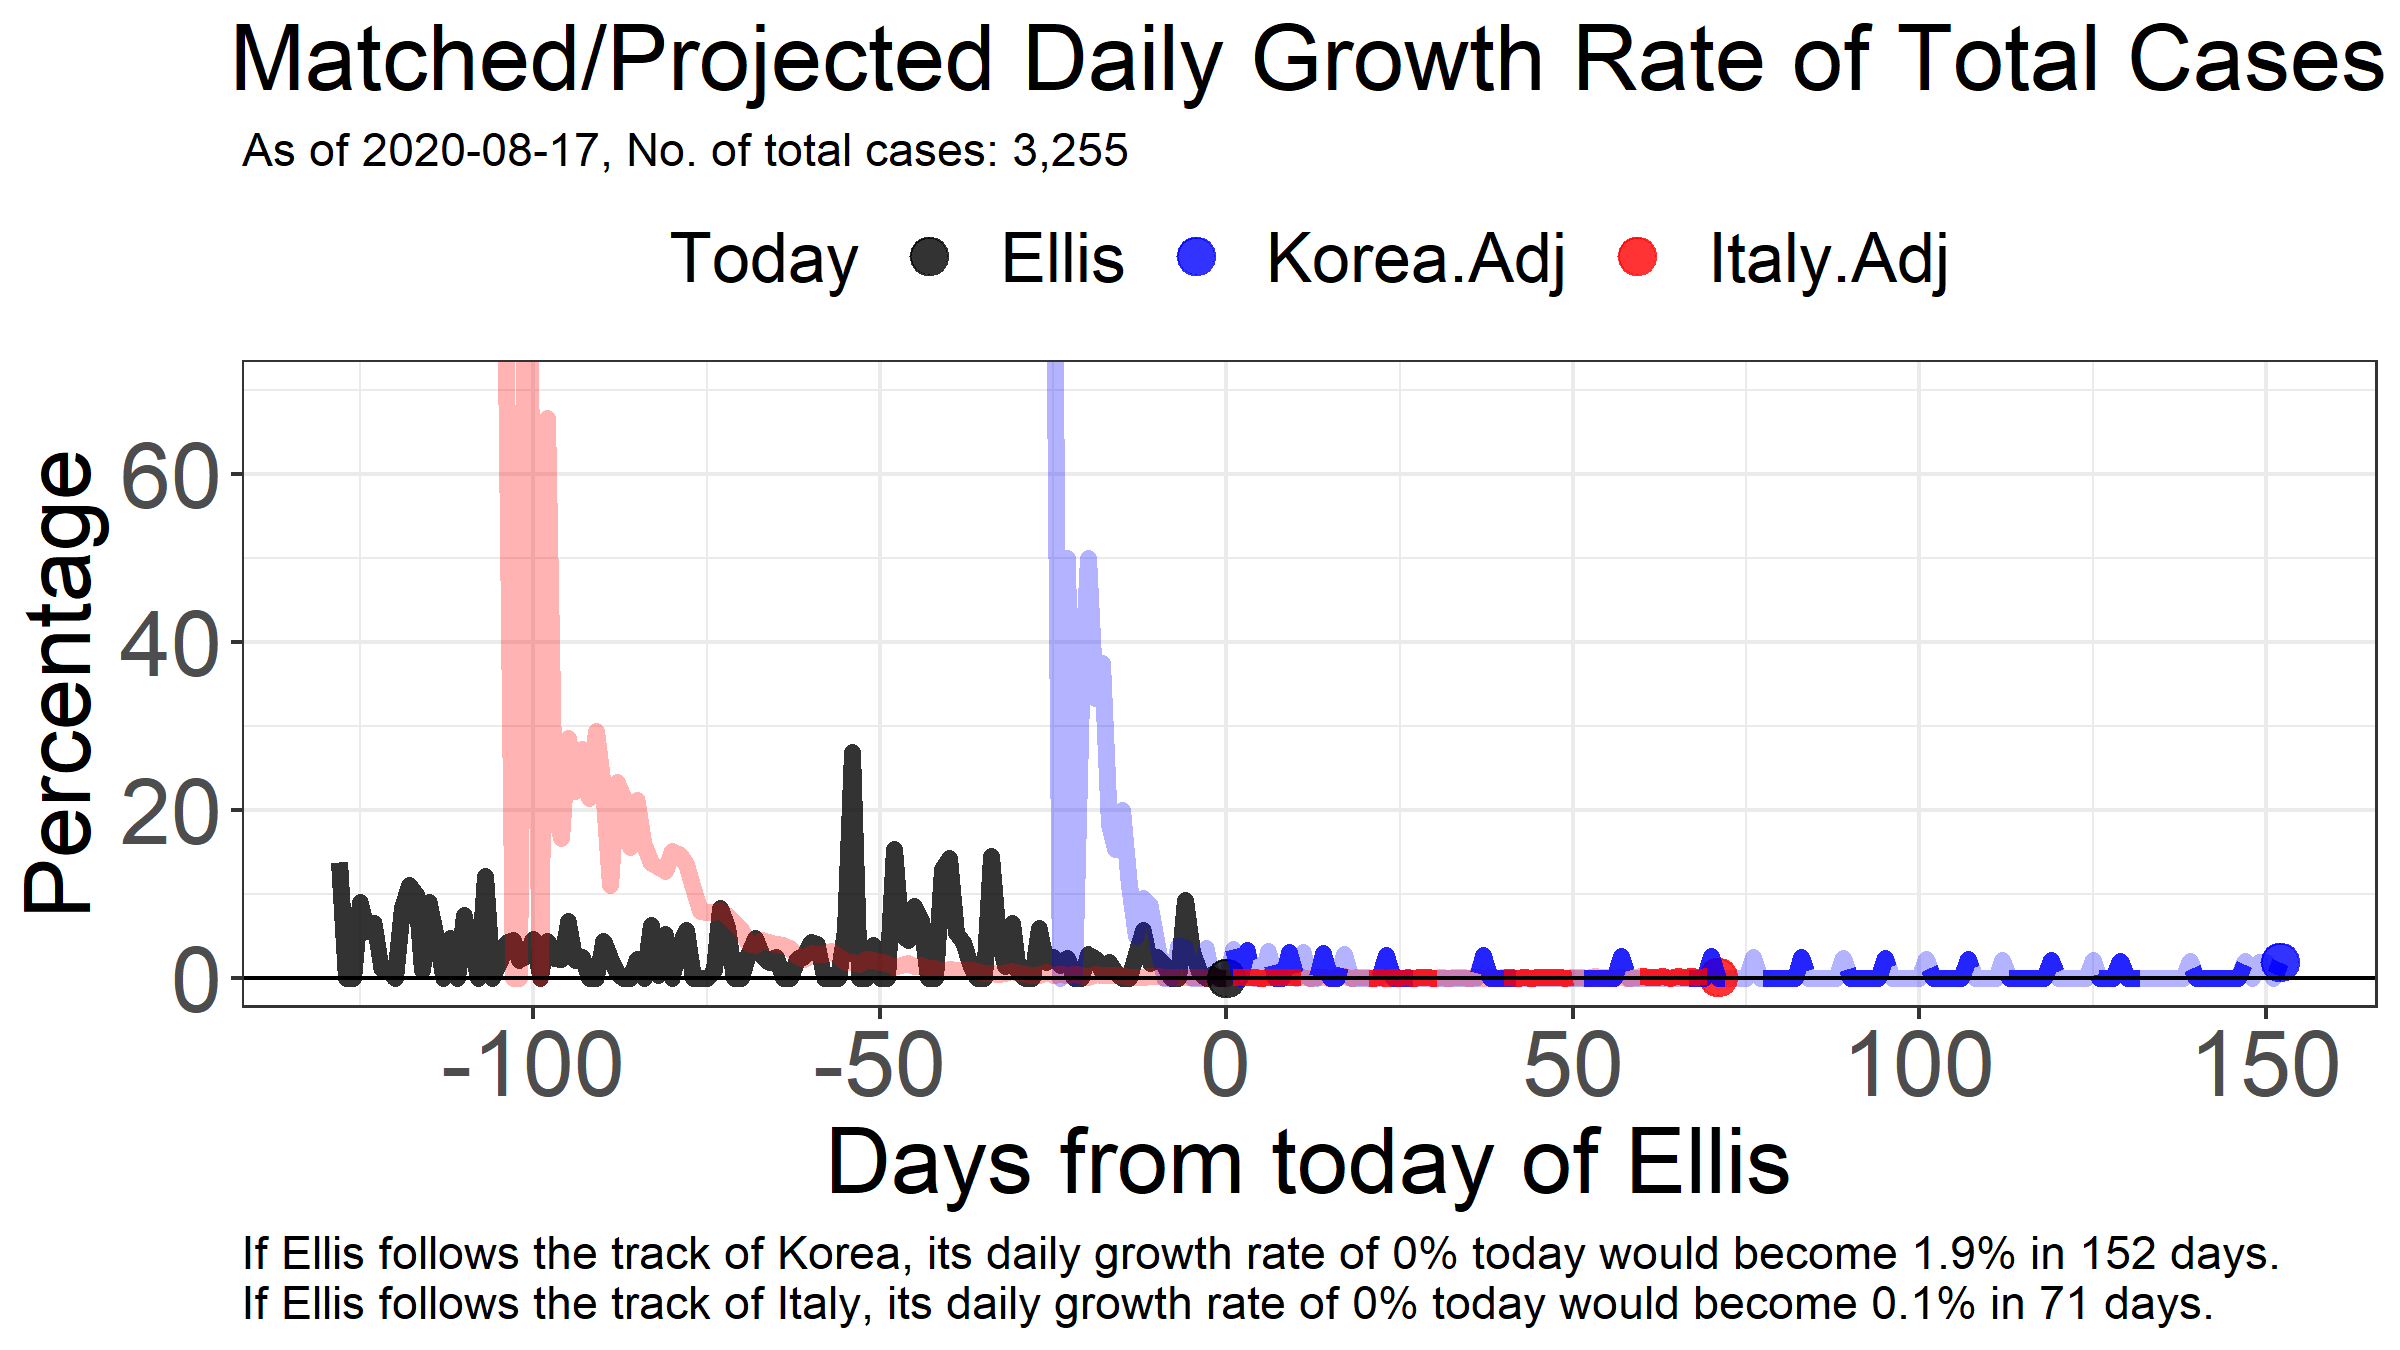 Matched/Projected Daily Growth Rate of Total Cases
As of 2020-08-17, No. of total cases: 3,255
Today Ellis Korea.Adj Italy.Adj
Percentage
60
40
20
0
-100 -50 0 50 100 150
Days from today of Ellis
If Ellis follows the track of Korea, its daily growth rate of 0% today would become 1.9% in 152 days.
If Ellis follows the track of Italy, its daily growth rate of 0% today would become 0.1% in 71 days.